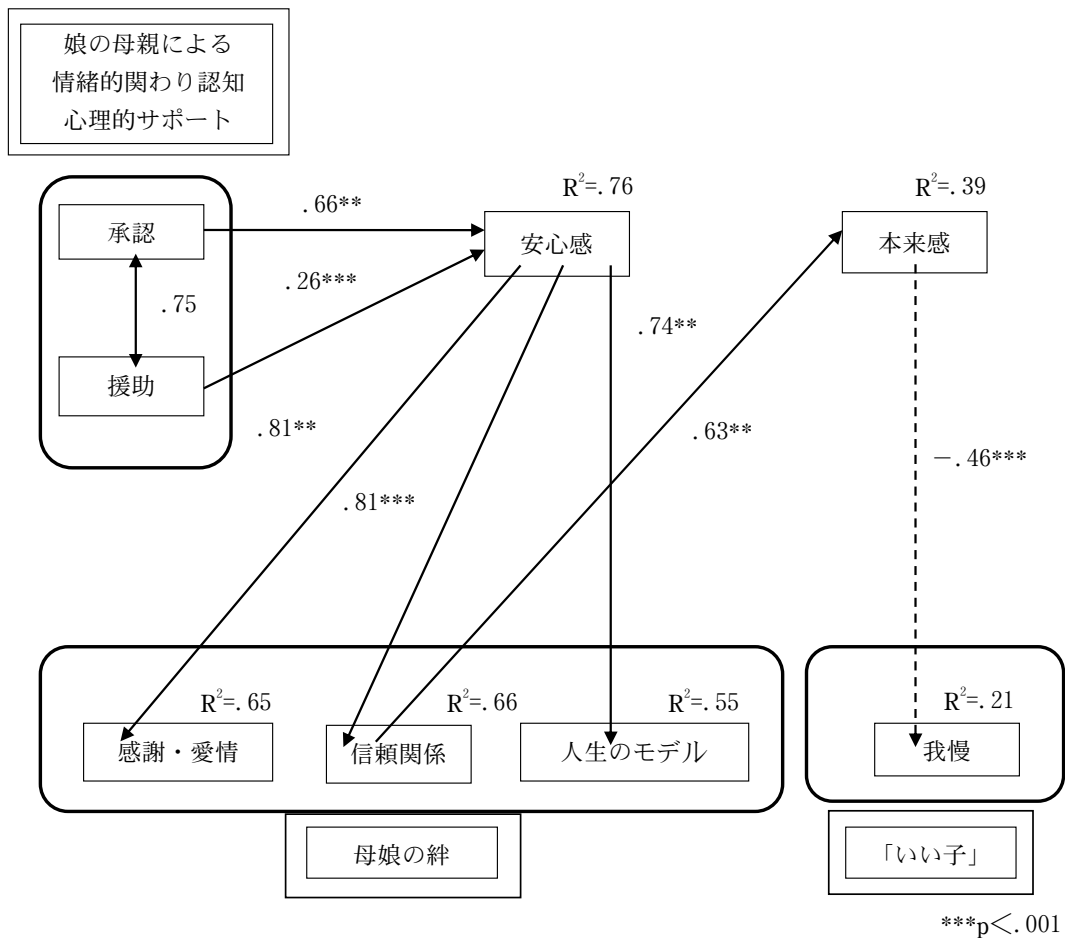 娘の母親による
情緒的関わり認知
心理的サポート
R²=.76
R²=.39
承認
.66**
安心感
本来感
.26***
.75
.74**
援助
.81**
.63**
−.46***
.81***
R²=.65
R²=.66
R²=.55
R²=.21
感謝・愛情
信頼関係
人生のモデル
我慢
母娘の絆
「いい子」
***p<.001